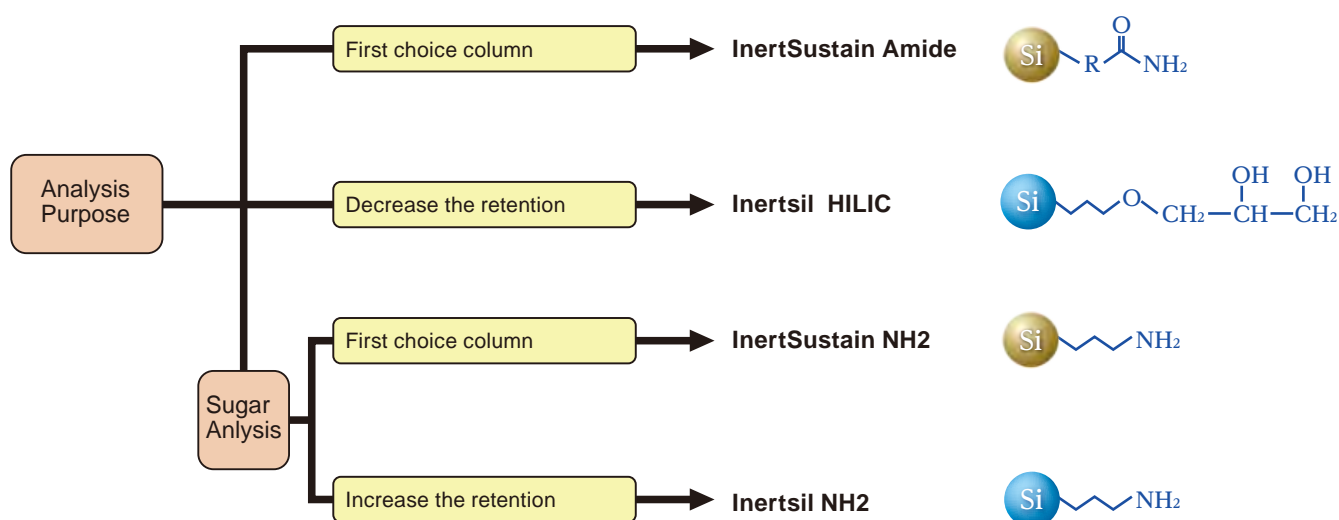 First choice column
InertSustain Amide
Si
R
O
NH₂
Analysis
Purpose
Decrease the retention
Inertsil HILIC
Si
O
OH
OH
CH₂
CH
CH₂
First choice column
InertSustain NH2
Si
NH₂
Sugar
Anlysis
Increase the retention
Inertsil NH2
Si
NH₂